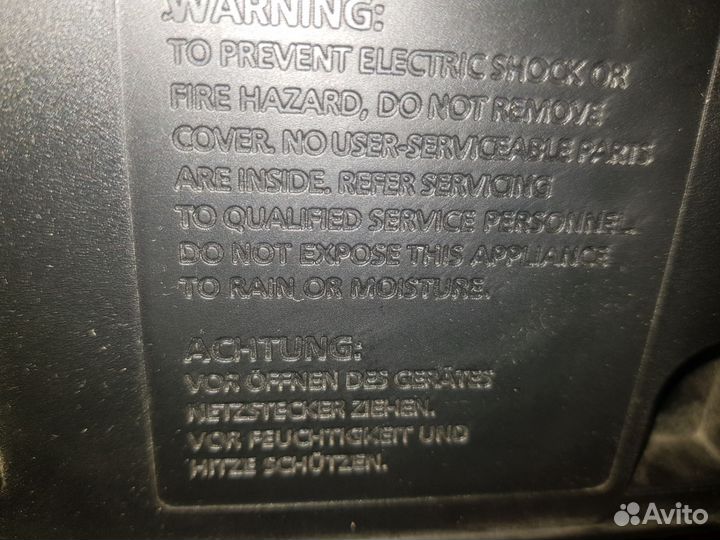 WARNING:
TO PREVENT ELECTRIC SHOCK OR
FIRE HAZARD, DO NOT REMOVE
COVER. NO USER-SERVICEABLE PARTS
ARE INSIDE. REFER SERVICING
TO QUALIFIED SERVICE PERSONNEL.
DO NOT EXPOSE THIS APPLIANCE
TO RAIN OR MOISTURE.
ACHTUNG:
VOR ÖFFNEN DES GERÄTES
NETZSTECKER ZIEHEN.
VOR FEUCHTIGKEIT UND
HITZE SCHÜTZEN.
Avito